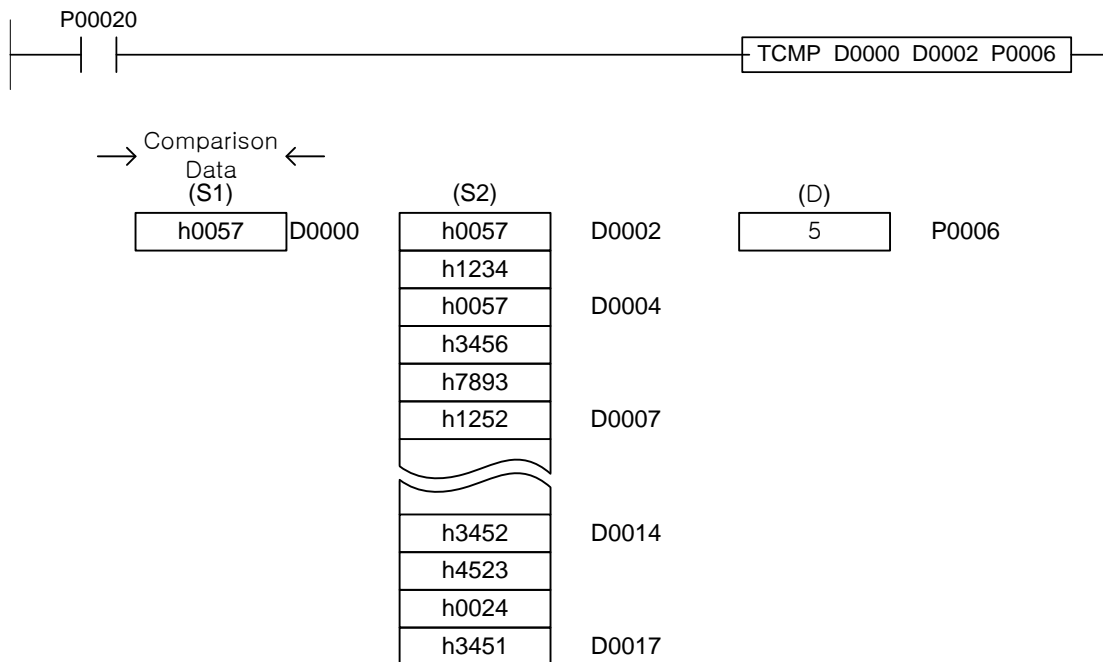 P00020
TCMP D0000 D0002 P0006
Comparison
Data
(S1) (S2) (D)
h0057 D0000 h0057 D0002 5 P0006
h1234
h0057 D0004
h3456
h7893
h1252 D0007
h3452 D0014
h4523
h0024
h3451 D0017